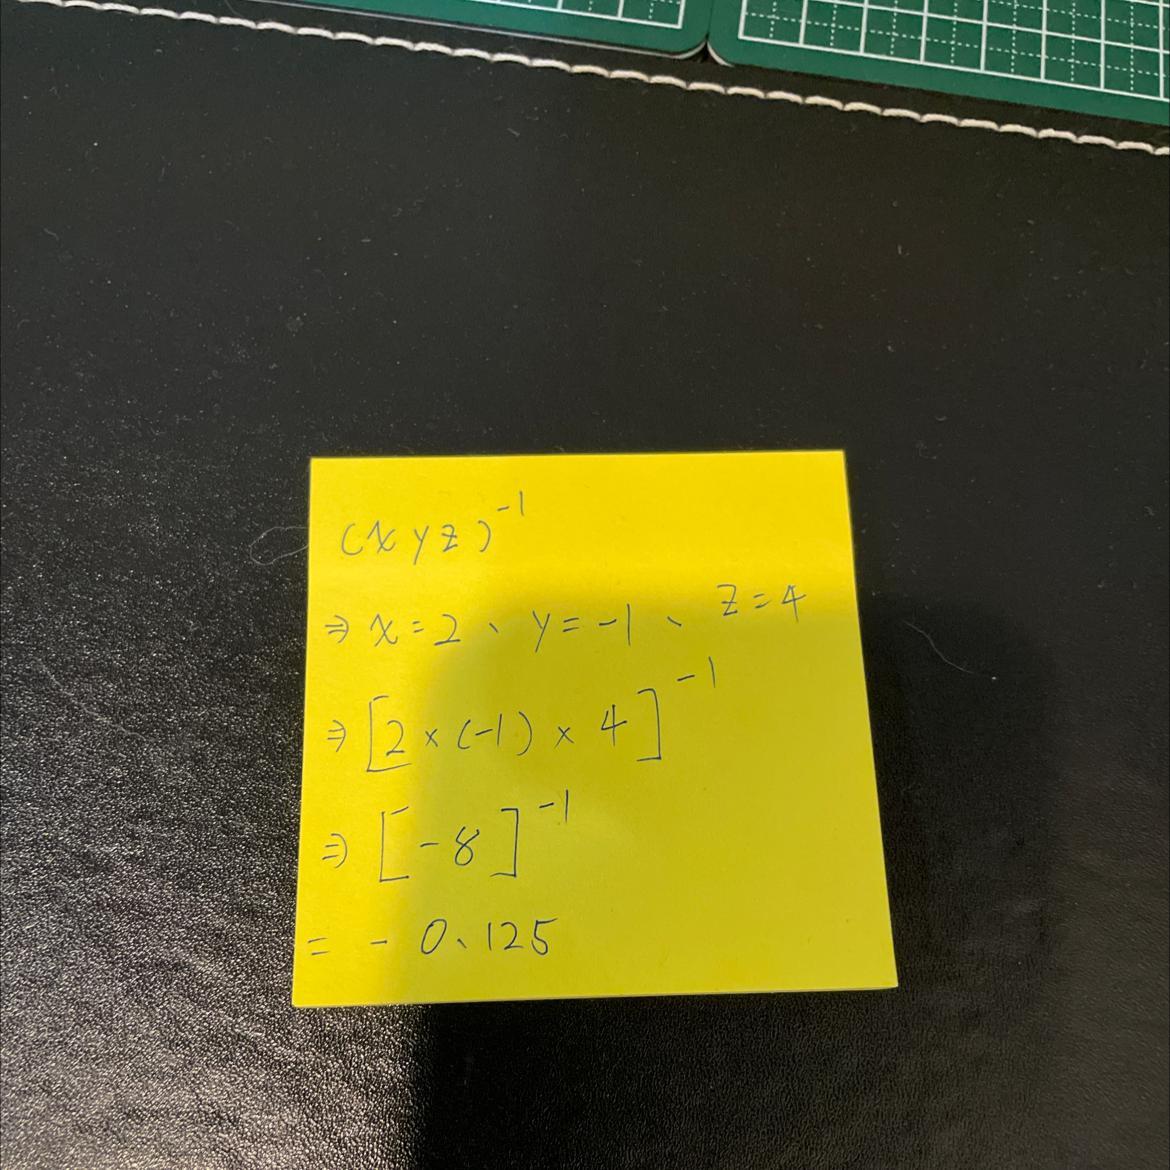 (xyz)^-1
⇒ x=2、y=-1、z=4
⇒ [2×(-1)×4]^-1
⇒ [-8]^-1
= -0.125